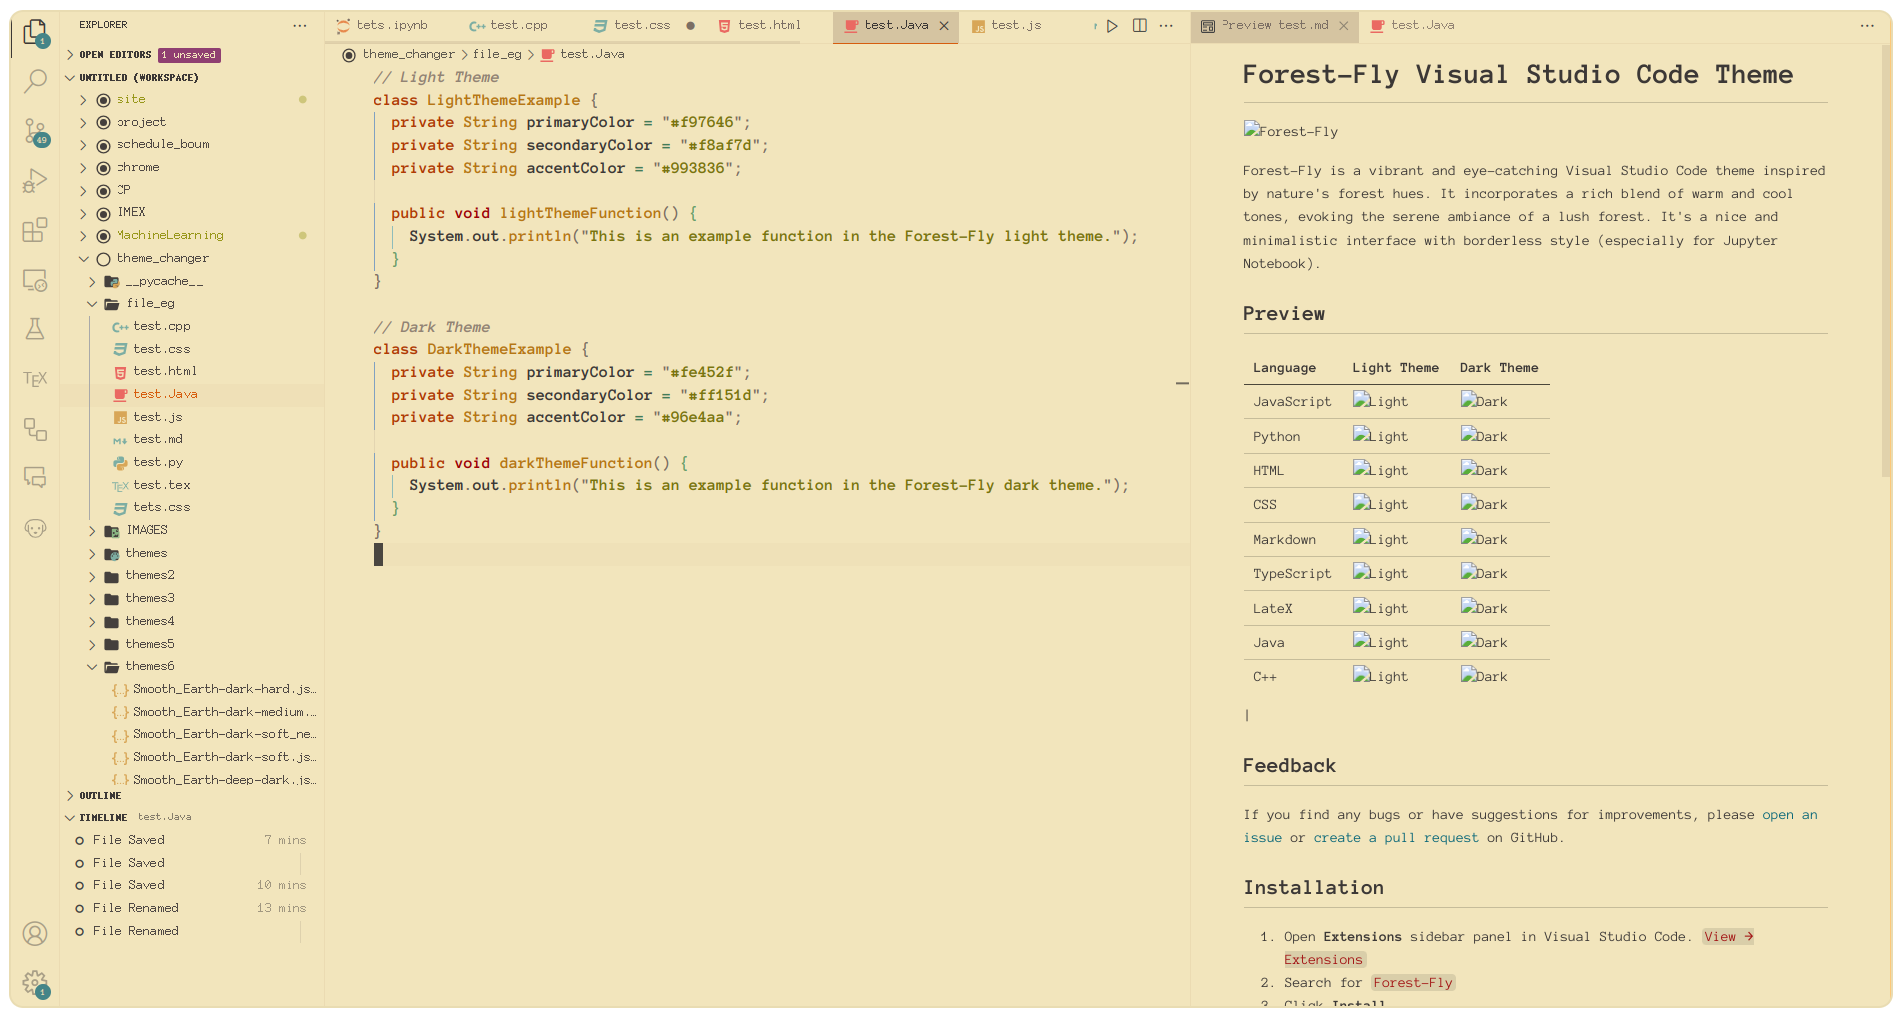 EXPLORER
OPEN EDITORS 1 unsaved
UNTITLED (WORKSPACE)
site
project
schedule_boum
chrome
CP
IMEX
MachineLearning
theme_changer
__pycache__
file_eg
test.cpp
test.css
test.html
test.Java
test.js
test.md
test.py
test.tex
tets.css
IMAGES
themes
themes2
themes3
themes4
themes5
themes6
Smooth_Earth-dark-hard.js…
Smooth_Earth-dark-medium.…
Smooth_Earth-dark-soft_ne…
Smooth_Earth-dark-soft.js…
Smooth_Earth-deep-dark.js…
OUTLINE
TIMELINE test.Java
File Saved 7 mins
File Saved
File Saved 10 mins
File Renamed 13 mins
File Renamed
1
49
1
TEX
tets.ipynb test.cpp test.css test.html test.Java test.js
theme_changer > file_eg > test.Java
// Light Theme
class LightThemeExample {
private String primaryColor = "#f97646";
private String secondaryColor = "#f8af7d";
private String accentColor = "#993836";
public void lightThemeFunction() {
System.out.println("This is an example function in the Forest-Fly light theme.");
}
}
// Dark Theme
class DarkThemeExample {
private String primaryColor = "#fe452f";
private String secondaryColor = "#ff151d";
private String accentColor = "#96e4aa";
public void darkThemeFunction() {
System.out.println("This is an example function in the Forest-Fly dark theme.");
}
}
Preview test.md test.Java
Forest-Fly Visual Studio Code Theme
Forest-Fly
Forest-Fly is a vibrant and eye-catching Visual Studio Code theme inspired
by nature's forest hues. It incorporates a rich blend of warm and cool
tones, evoking the serene ambiance of a lush forest. It's a nice and
minimalistic interface with borderless style (especially for Jupyter
Notebook).
Preview
Language Light Theme Dark Theme
JavaScript Light Dark
Python Light Dark
HTML Light Dark
CSS Light Dark
Markdown Light Dark
TypeScript Light Dark
LateX Light Dark
Java Light Dark
C++ Light Dark
|
Feedback
If you find any bugs or have suggestions for improvements, please open an
issue or create a pull request on GitHub.
Installation
1. Open Extensions sidebar panel in Visual Studio Code. View →
Extensions
2. Search for Forest-Fly
3. Click Install